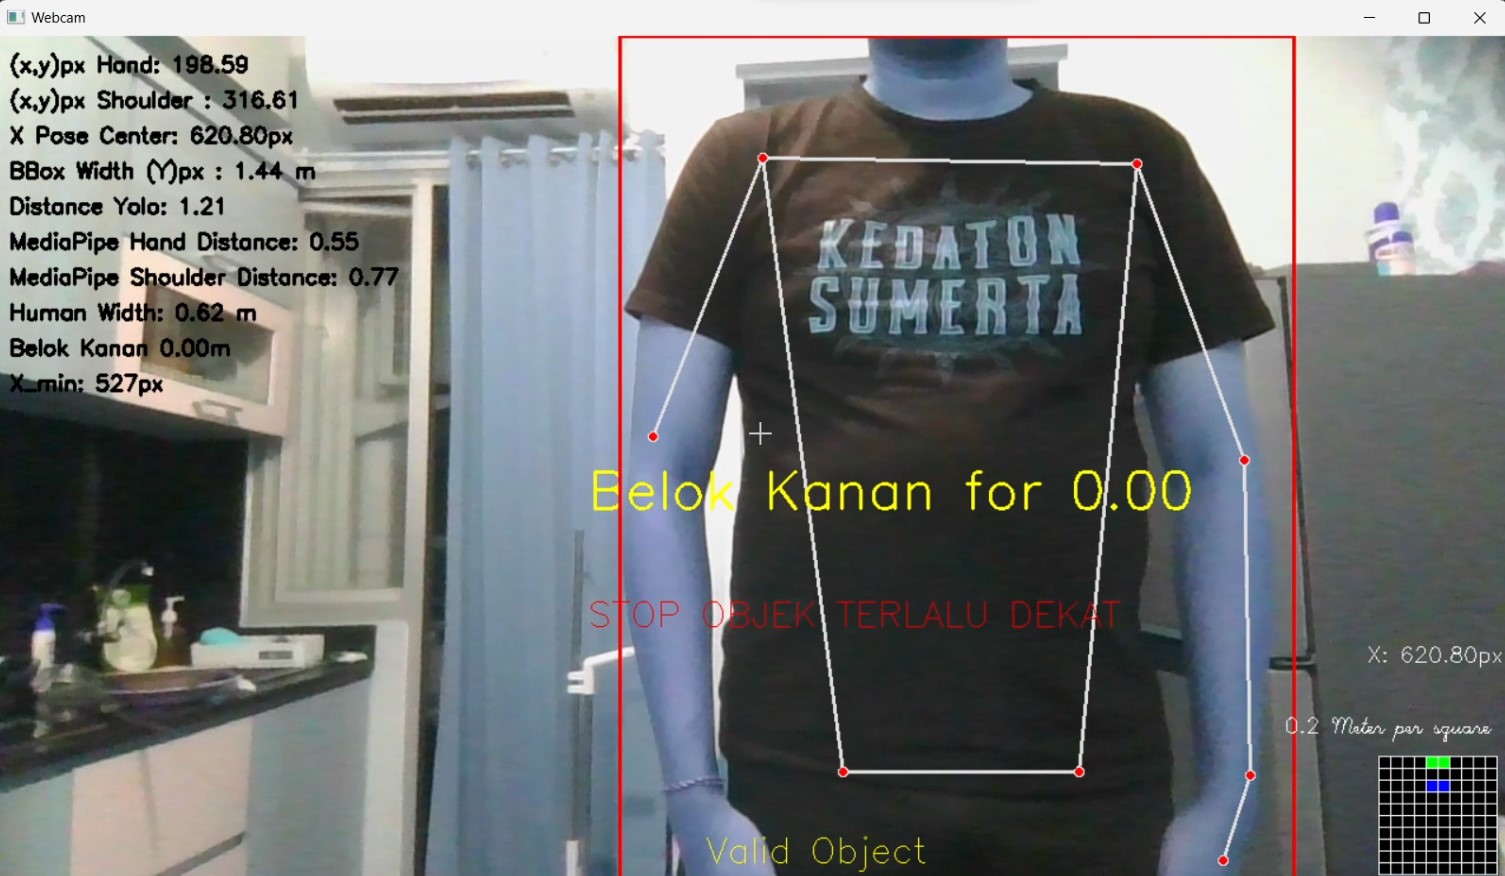 Webcam
(x,y)px Hand: 198.59
(x,y)px Shoulder : 316.61
X Pose Center: 620.80px
BBox Width (Y)px : 1.44 m
Distance Yolo: 1.21
MediaPipe Hand Distance: 0.55
MediaPipe Shoulder Distance: 0.77
Human Width: 0.62 m
Belok Kanan 0.00m
X_min: 527px
KEDATON
SUMERTA
Belok Kanan for 0.00
STOP OBJEK TERLALU DEKAT
X: 620.80px
0.2 Meter per square
Valid Object